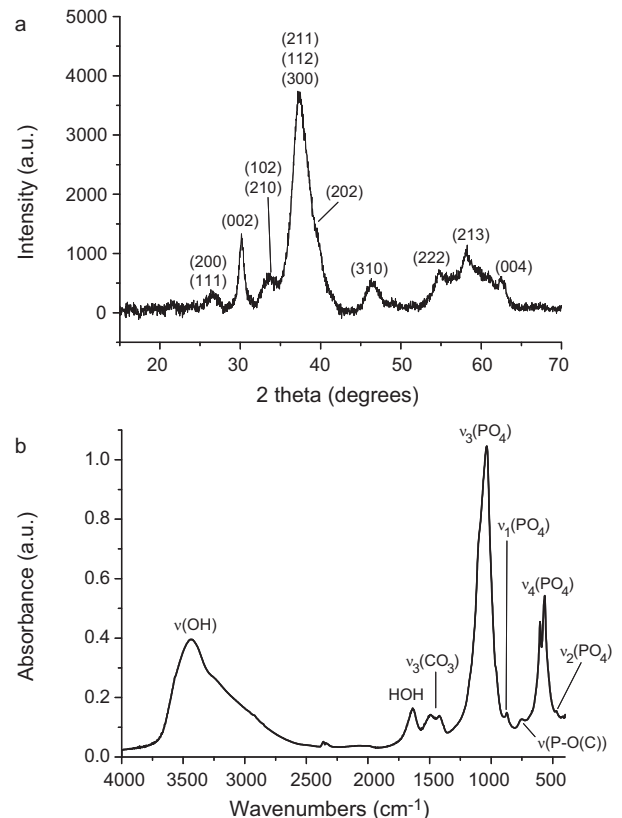 a
5000
4000
3000
2000
1000
0
Intensity (a.u.)
(200)
(111)
(002)
(102)
(210)
(211)
(112)
(300)
(202)
(310)
(222)
(213)
(004)
20 30 40 50 60 70
2 theta (degrees)
b
1.0
0.8
0.6
0.4
0.2
0.0
Absorbance (a.u.)
ν(OH)
HOH
ν₃(CO₃)
ν₃(PO₄)
ν₁(PO₄)
ν₄(PO₄)
ν₂(PO₄)
ν(P-O(C))
4000 3500 3000 2500 2000 1500 1000 500
Wavenumbers (cm⁻¹)